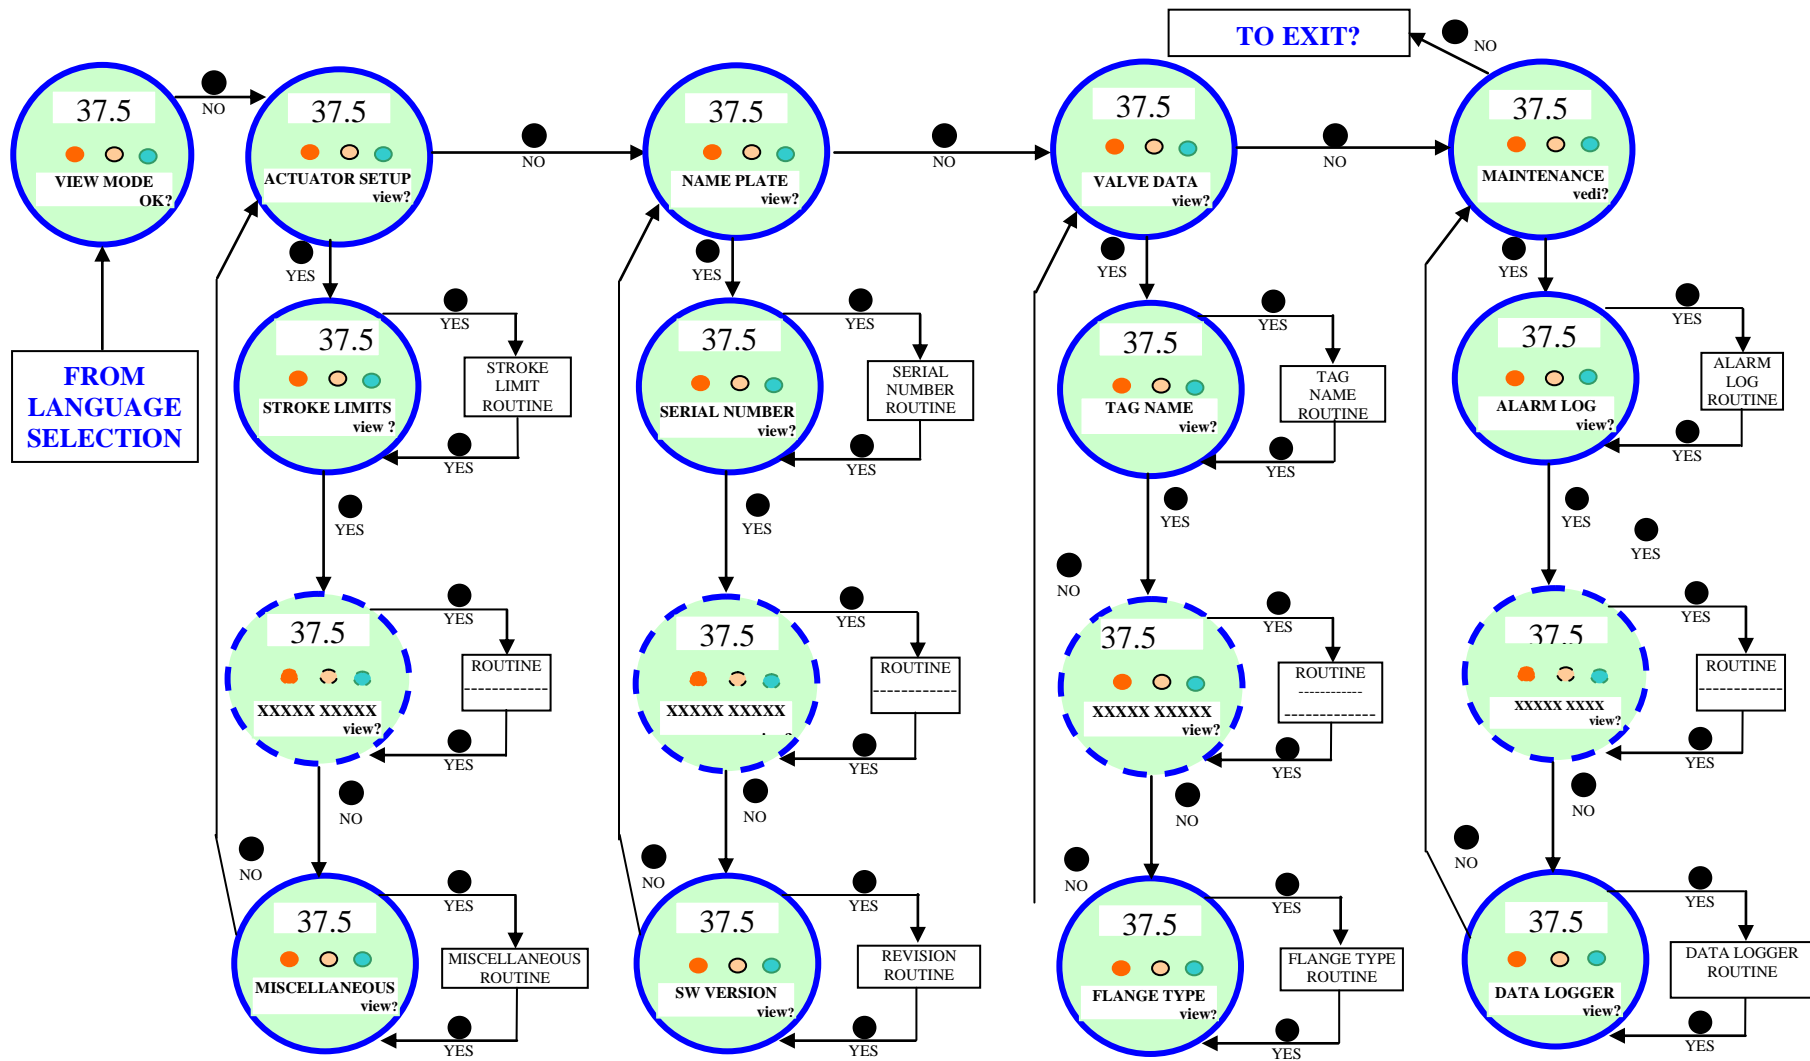 TO EXIT?
NO
37.5
VIEW MODE
OK?
NO
37.5
ACTUATOR SETUP
view?
NO
37.5
NAME PLATE
view?
NO
37.5
VALVE DATA
view?
NO
37.5
MAINTENANCE
vedi?
FROM
LANGUAGE
SELECTION
YES
37.5
STROKE LIMITS
view ?
YES
STROKE
LIMIT
ROUTINE
YES
YES
37.5
XXXXX XXXXX
view?
YES
ROUTINE
-------------
YES
NO
NO
37.5
MISCELLANEOUS
view?
YES
MISCELLANEOUS
ROUTINE
YES
YES
37.5
SERIAL NUMBER
view?
YES
SERIAL
NUMBER
ROUTINE
YES
YES
37.5
XXXXX XXXXX
view?
YES
ROUTINE
-------------
YES
NO
NO
37.5
SW VERSION
view?
YES
REVISION
ROUTINE
YES
YES
37.5
TAG NAME
view?
YES
TAG
NAME
ROUTINE
YES
YES
NO
37.5
XXXXX XXXXX
view?
YES
ROUTINE
------------
--------------
YES
NO
NO
37.5
FLANGE TYPE
view?
YES
FLANGE TYPE
ROUTINE
YES
YES
37.5
ALARM LOG
view?
YES
ALARM
LOG
ROUTINE
YES
YES
YES
37.5
XXXXX XXXX
view?
YES
ROUTINE
-------------
YES
NO
NO
37.5
DATA LOGGER
view?
YES
DATA LOGGER
ROUTINE
YES